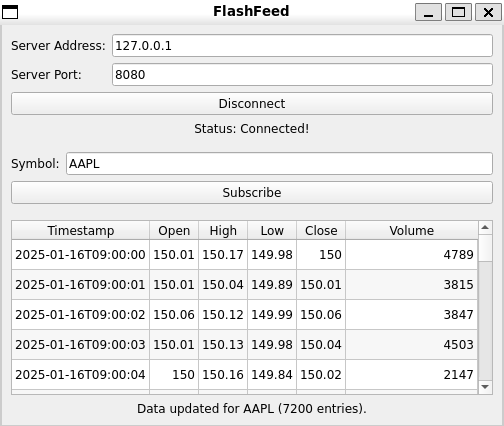 FlashFeed
Server Address: 127.0.0.1
Server Port: 8080
Disconnect
Status: Connected!
Symbol: AAPL
Subscribe
Timestamp Open High Low Close Volume
2025-01-16T09:00:00 150.01 150.17 149.98 150 4789
2025-01-16T09:00:01 150.01 150.04 149.89 150.01 3815
2025-01-16T09:00:02 150.06 150.12 149.99 150.06 3847
2025-01-16T09:00:03 150.01 150.13 149.98 150.04 4503
2025-01-16T09:00:04 150 150.16 149.84 150.02 2147
Data updated for AAPL (7200 entries).